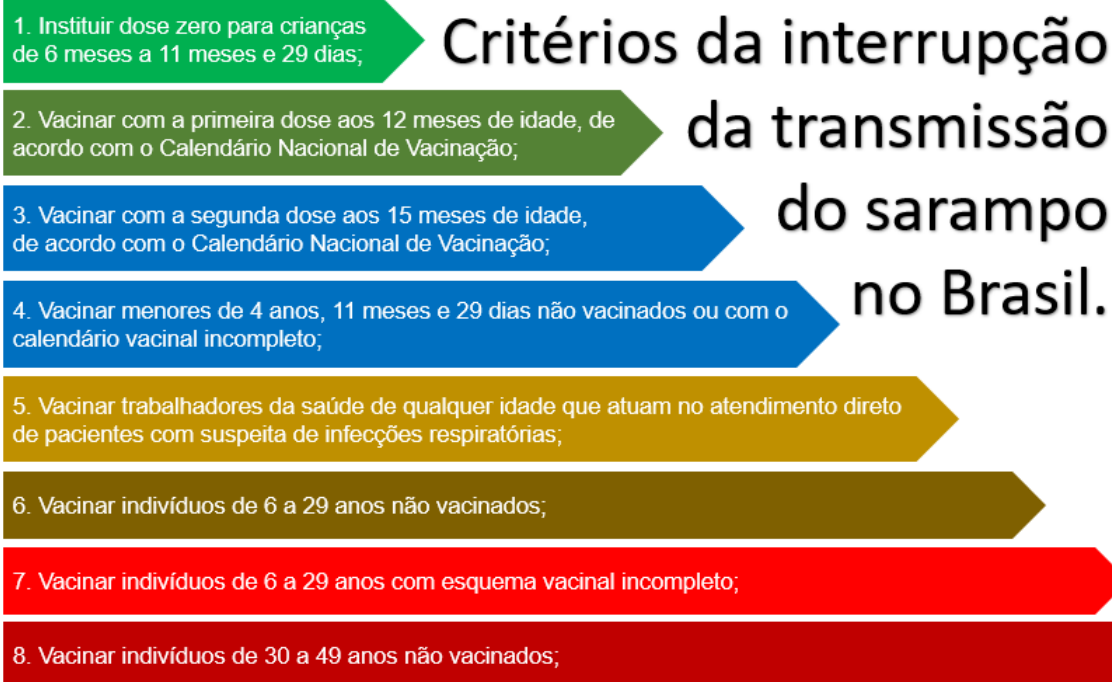 1. Instituir dose zero para crianças
de 6 meses a 11 meses e 29 dias;
Critérios da interrupção
da transmissão
do sarampo
no Brasil.
2. Vacinar com a primeira dose aos 12 meses de idade, de
acordo com o Calendário Nacional de Vacinação;
3. Vacinar com a segunda dose aos 15 meses de idade,
de acordo com o Calendário Nacional de Vacinação;
4. Vacinar menores de 4 anos, 11 meses e 29 dias não vacinados ou com o
calendário vacinal incompleto;
5. Vacinar trabalhadores da saúde de qualquer idade que atuam no atendimento direto
de pacientes com suspeita de infecções respiratórias;
6. Vacinar indivíduos de 6 a 29 anos não vacinados;
7. Vacinar indivíduos de 6 a 29 anos com esquema vacinal incompleto;
8. Vacinar indivíduos de 30 a 49 anos não vacinados;